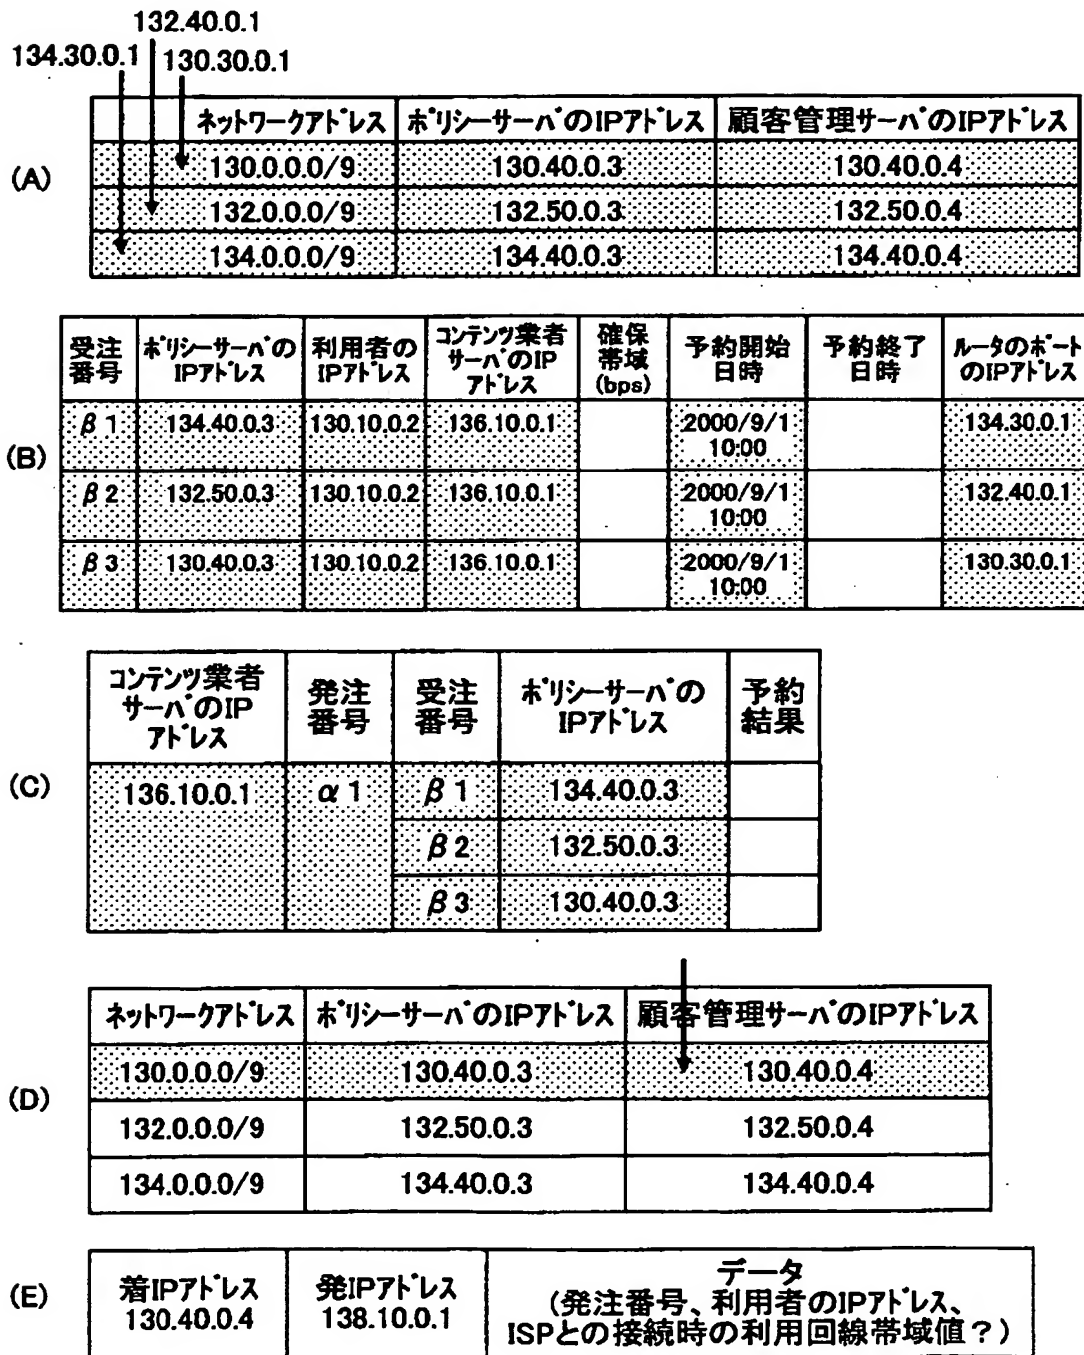 132.40.0.1
134.30.0.1 130.30.0.1
(A)
ネットワークアドレス ポリシーサーバのIPアドレス 顧客管理サーバのIPアドレス
130.0.0.0/9 130.40.0.3 130.40.0.4
132.0.0.0/9 132.50.0.3 132.50.0.4
134.0.0.0/9 134.40.0.3 134.40.0.4
(B)
受注番号 ポリシーサーバのIPアドレス 利用者のIPアドレス コンテンツ業者サーバのIPアドレス 確保帯域(bps) 予約開始日時 予約終了日時 ルータのポートのIPアドレス
β1 134.40.0.3 130.10.0.2 136.10.0.1 2000/9/1 10:00 134.30.0.1
β2 132.50.0.3 130.10.0.2 136.10.0.1 2000/9/1 10:00 132.40.0.1
β3 130.40.0.3 130.10.0.2 136.10.0.1 2000/9/1 10:00 130.30.0.1
(C)
コンテンツ業者サーバのIPアドレス 発注番号 受注番号 ポリシーサーバのIPアドレス 予約結果
136.10.0.1 α1 β1 134.40.0.3
β2 132.50.0.3
β3 130.40.0.3
(D)
ネットワークアドレス ポリシーサーバのIPアドレス 顧客管理サーバのIPアドレス
130.0.0.0/9 130.40.0.3 130.40.0.4
132.0.0.0/9 132.50.0.3 132.50.0.4
134.0.0.0/9 134.40.0.3 134.40.0.4
(E)
着IPアドレス
130.40.0.4
発IPアドレス
138.10.0.1
データ
(発注番号、利用者のIPアドレス、
ISPとの接続時の利用回線帯域値?)